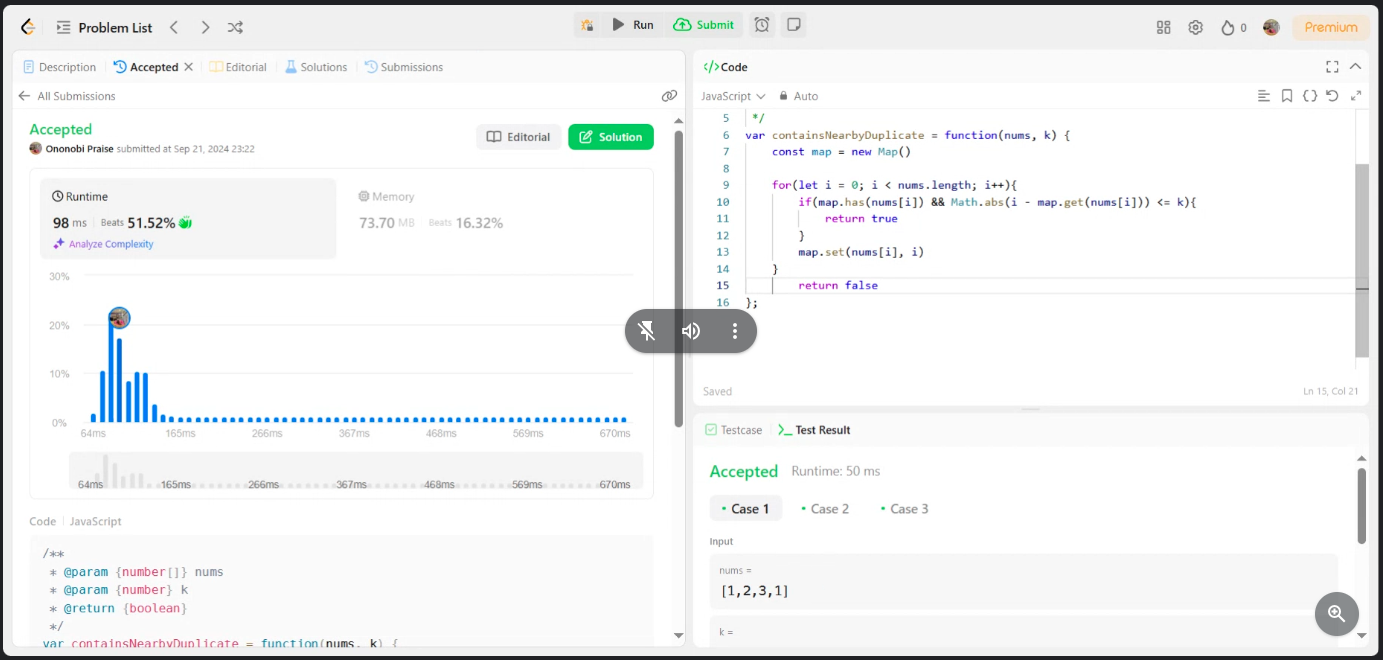 Problem List
Run
Submit
0
Premium
Description
Accepted
Editorial
Solutions
Submissions
All Submissions
Accepted
Ononobi Praise submitted at Sep 21, 2024 23:22
Editorial
Solution
Runtime
98 ms | Beats 51.52%
Analyze Complexity
Memory
73.70 MB | Beats 16.32%
30%
20%
10%
0%
64ms 165ms 266ms 367ms 468ms 569ms 670ms
64ms 165ms 266ms 367ms 468ms 569ms 670ms
Code | JavaScript
/**
* @param {number[]} nums
* @param {number} k
* @return {boolean}
*/
var containsNearbyDuplicate = function(nums, k) {
</>Code
JavaScript
Auto
5 */
6 var containsNearbyDuplicate = function(nums, k) {
7 const map = new Map()
8
9 for(let i = 0; i < nums.length; i++){
10 if(map.has(nums[i]) && Math.abs(i - map.get(nums[i])) <= k){
11 return true
12 }
13 map.set(nums[i], i)
14 }
15 return false
16 };
Saved
Ln 15, Col 21
Testcase
Test Result
Accepted
Runtime: 50 ms
Case 1
Case 2
Case 3
Input
nums =
[1,2,3,1]
k =